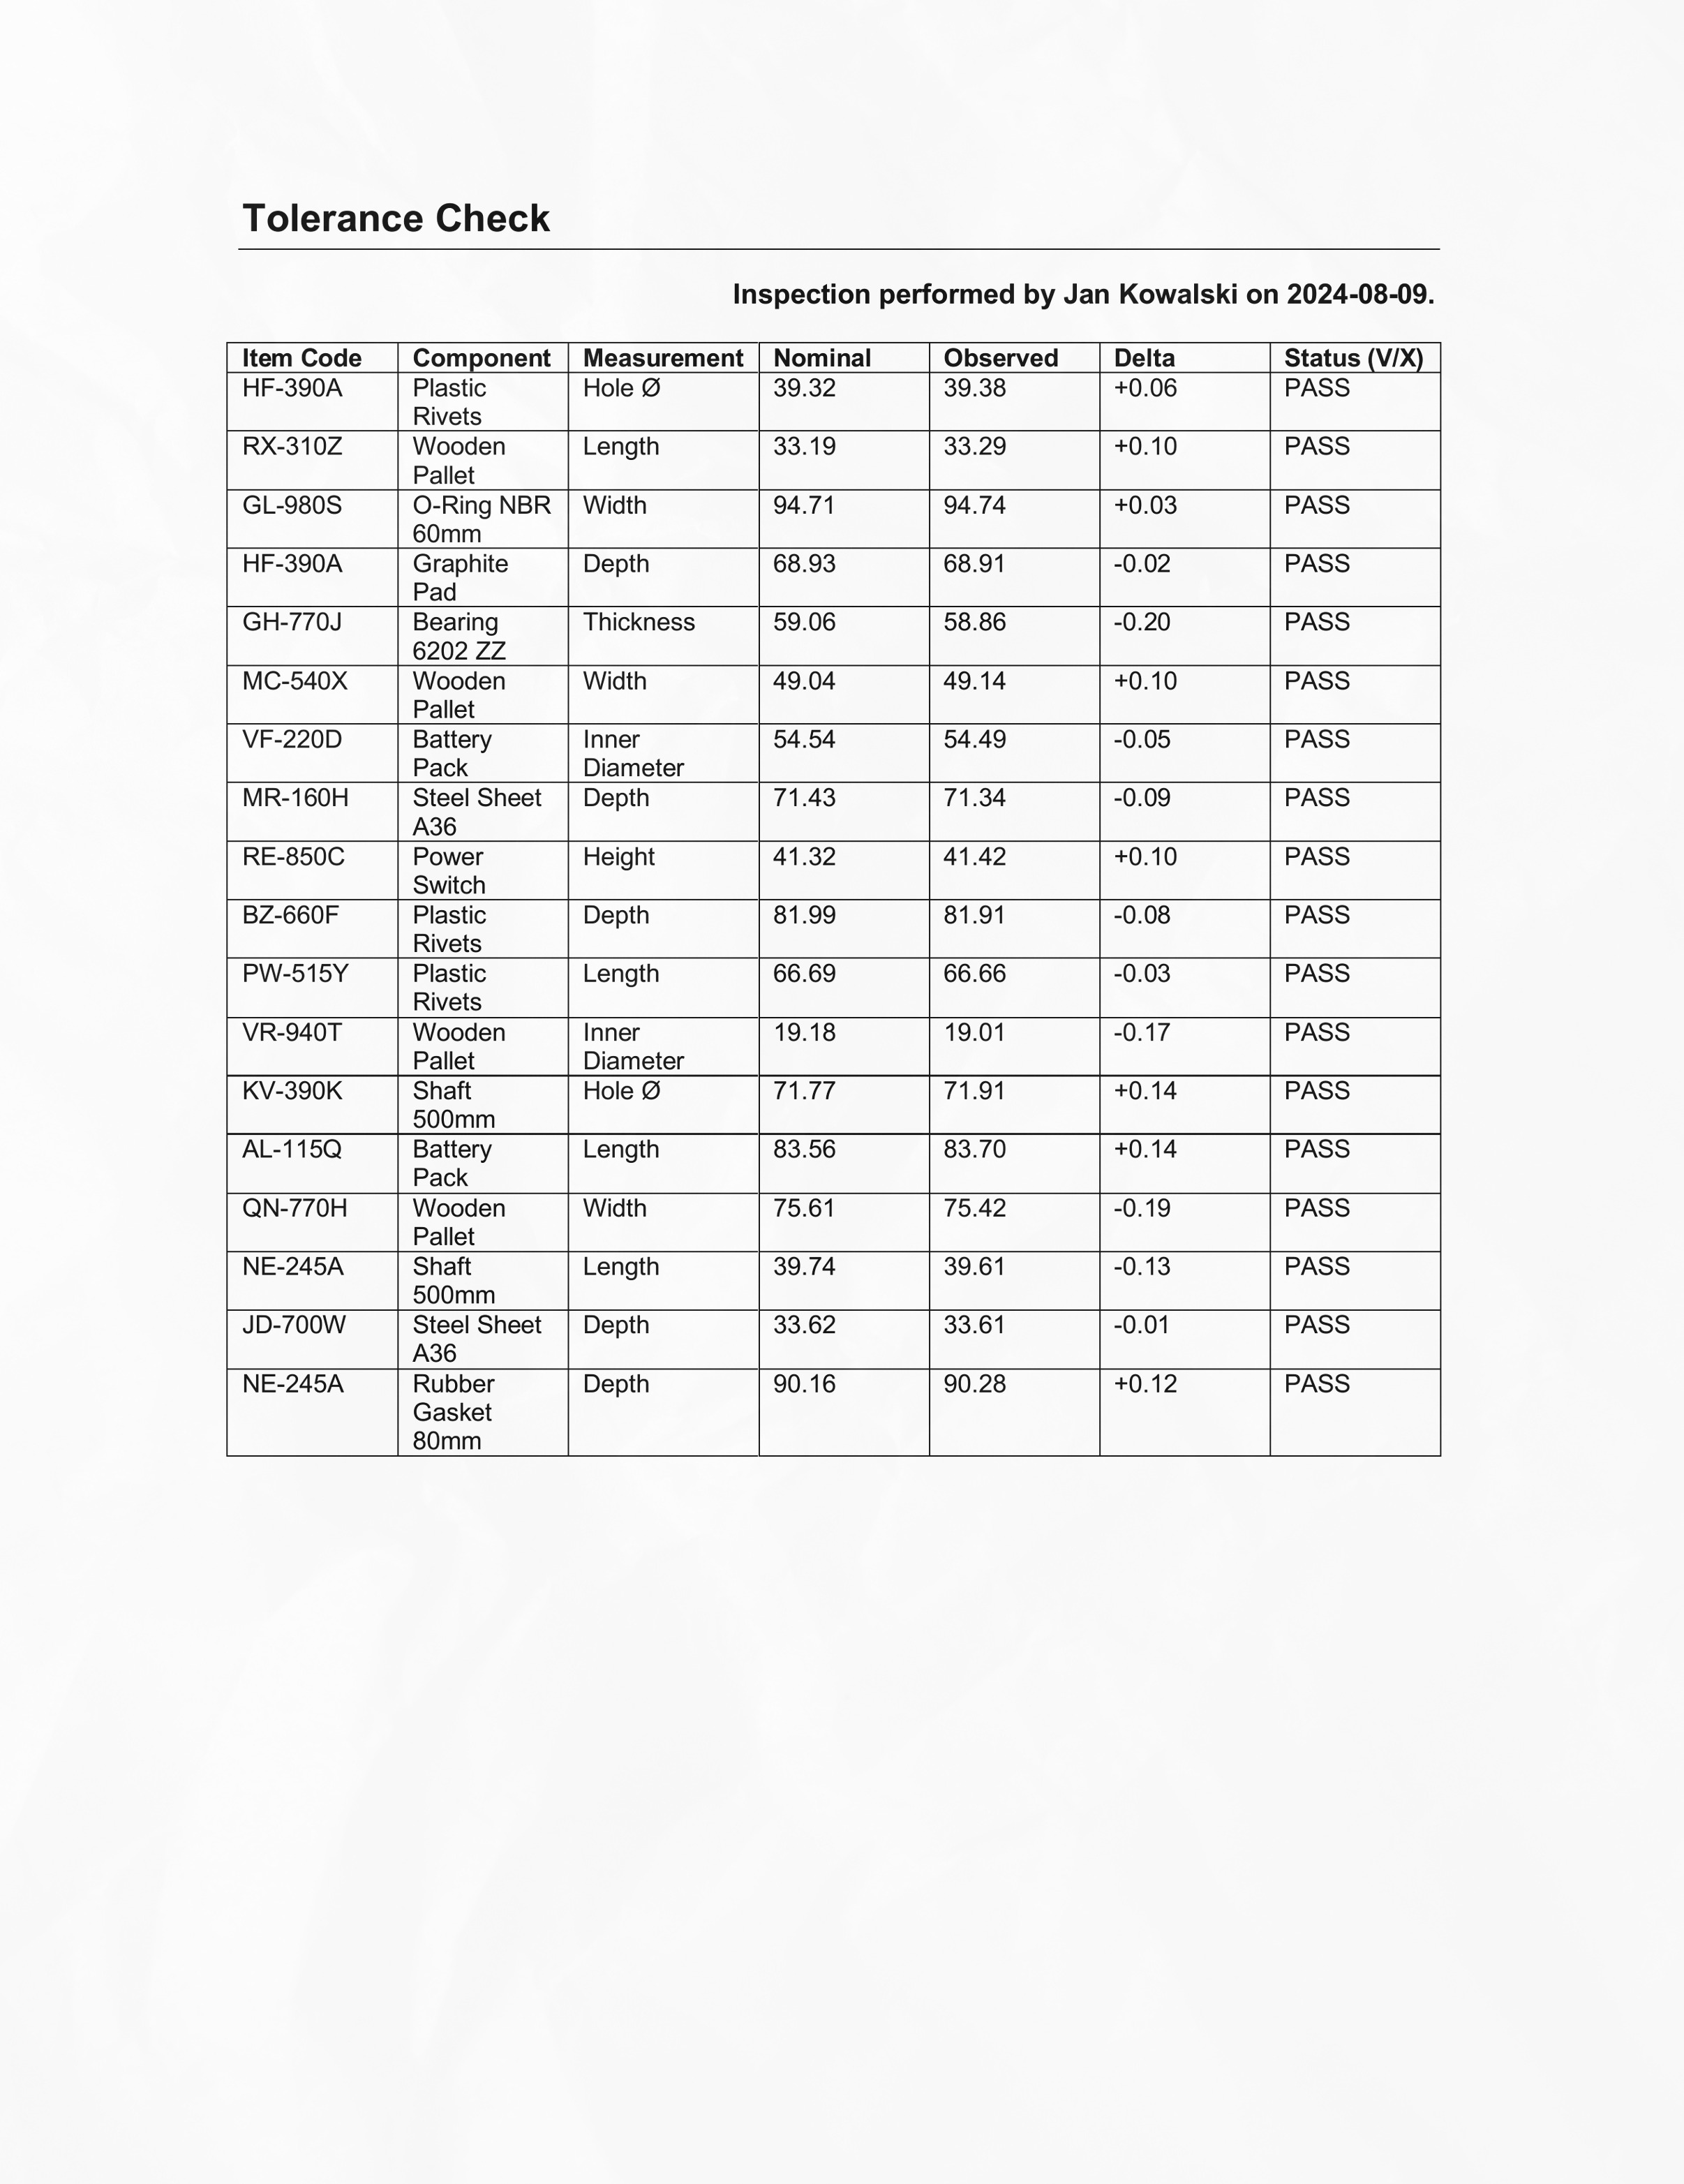 Tolerance Check
Inspection performed by Jan Kowalski on 2024-08-09.
Item Code Component Measurement Nominal Observed Delta Status (V/X)
HF-390A Plastic Rivets Hole Ø 39.32 39.38 +0.06 PASS
RX-310Z Wooden Pallet Length 33.19 33.29 +0.10 PASS
GL-980S O-Ring NBR 60mm Width 94.71 94.74 +0.03 PASS
HF-390A Graphite Pad Depth 68.93 68.91 -0.02 PASS
GH-770J Bearing 6202 ZZ Thickness 59.06 58.86 -0.20 PASS
MC-540X Wooden Pallet Width 49.04 49.14 +0.10 PASS
VF-220D Battery Pack Inner Diameter 54.54 54.49 -0.05 PASS
MR-160H Steel Sheet A36 Depth 71.43 71.34 -0.09 PASS
RE-850C Power Switch Height 41.32 41.42 +0.10 PASS
BZ-660F Plastic Rivets Depth 81.99 81.91 -0.08 PASS
PW-515Y Plastic Rivets Length 66.69 66.66 -0.03 PASS
VR-940T Wooden Pallet Inner Diameter 19.18 19.01 -0.17 PASS
KV-390K Shaft 500mm Hole Ø 71.77 71.91 +0.14 PASS
AL-115Q Battery Pack Length 83.56 83.70 +0.14 PASS
QN-770H Wooden Pallet Width 75.61 75.42 -0.19 PASS
NE-245A Shaft 500mm Length 39.74 39.61 -0.13 PASS
JD-700W Steel Sheet A36 Depth 33.62 33.61 -0.01 PASS
NE-245A Rubber Gasket 80mm Depth 90.16 90.28 +0.12 PASS